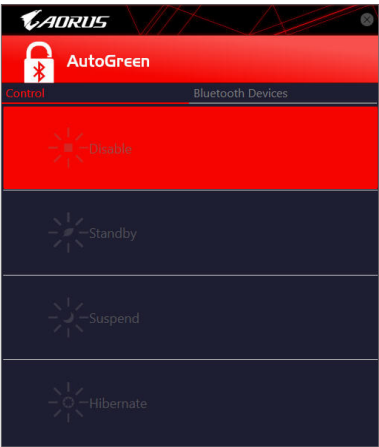 AORUS
AutoGreen
Control Bluetooth Devices
Disable
Standby
Suspend
Hibernate